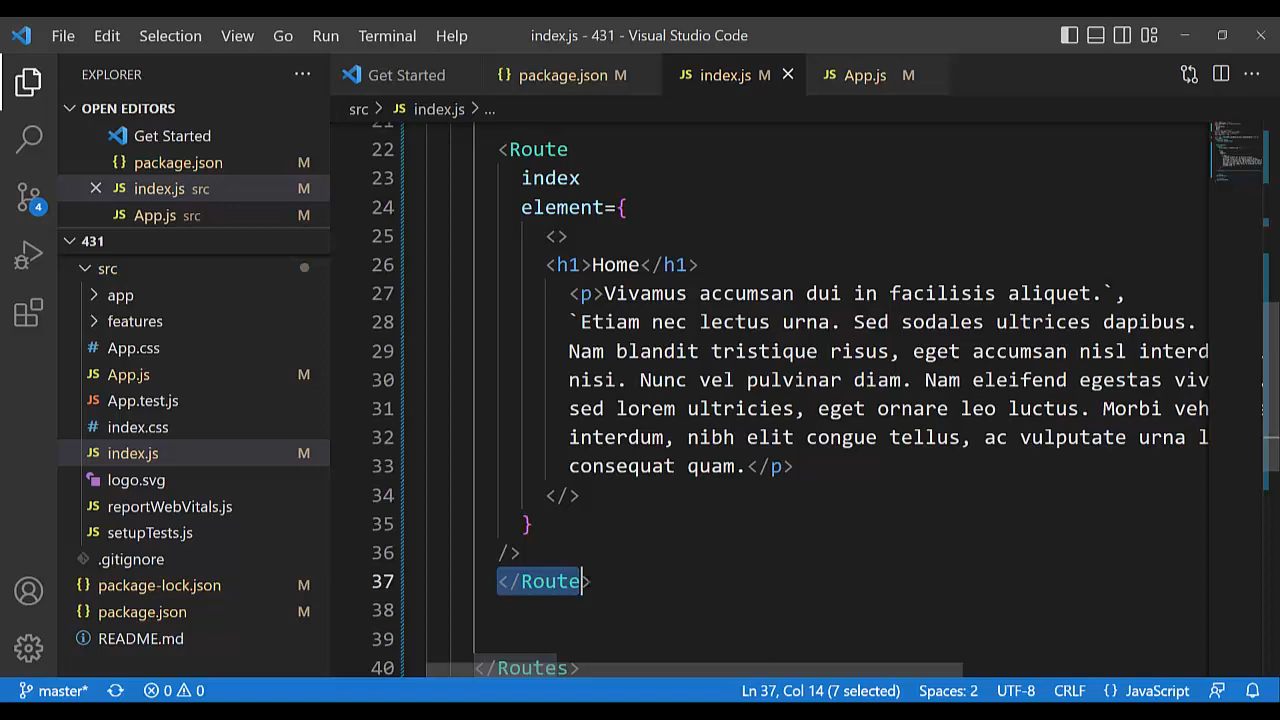 File Edit Selection View Go Run Terminal Help index.js - 431 - Visual Studio Code
EXPLORER
OPEN EDITORS
Get Started
package.json M
index.js src M
App.js src M
431
src
app
features
App.css
App.js M
App.test.js
index.css
index.js M
logo.svg
reportWebVitals.js
setupTests.js
.gitignore
package-lock.json M
package.json M
README.md
4
Get Started package.json M index.js M App.js M
src > index.js > ...
21
22 <Route
23 index
24 element={
25 <>
26 <h1>Home</h1>
27 <p>Vivamus accumsan dui in facilisis aliquet.`,
28 `Etiam nec lectus urna. Sed sodales ultrices dapibus.
29 Nam blandit tristique risus, eget accumsan nisl interd
30 nisi. Nunc vel pulvinar diam. Nam eleifend egestas viv
31 sed lorem ultricies, eget ornare leo luctus. Morbi veh
32 interdum, nibh elit congue tellus, ac vulputate urna l
33 consequat quam.</p>
34 </>
35 }
36 />
37 </Route>
38
39
40 </Routes>
master* 0 0 Ln 37, Col 14 (7 selected) Spaces: 2 UTF-8 CRLF {} JavaScript